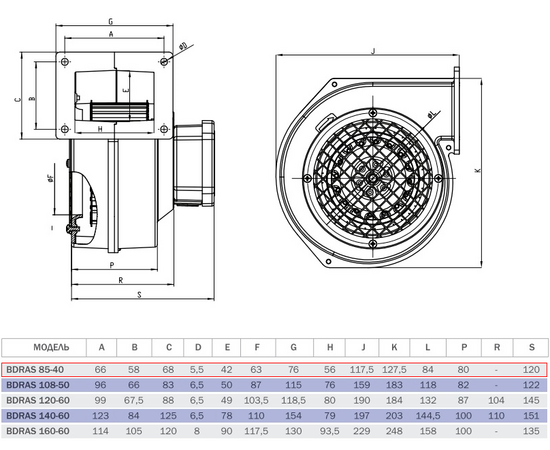 G
A
øD
C
B
E
H
øF
I
P
R
S
J
øL
K
МОДЕЛЬ A B C D E F G H J K L P R S
BDRAS 85-40 66 58 68 5,5 42 63 76 56 117,5 127,5 84 80 - 120
BDRAS 108-50 96 66 83 6,5 50 87 115 76 159 183 118 82 - 122
BDRAS 120-60 99 67,5 88 6,5 49 103,5 118,5 80 190 184 132 87 104 145
BDRAS 140-60 123 84 125 6,5 78 110 154 79 197 203 144,5 100 110 151
BDRAS 160-60 114 105 120 8 90 117,5 130 93,5 229 248 158 100 - 135